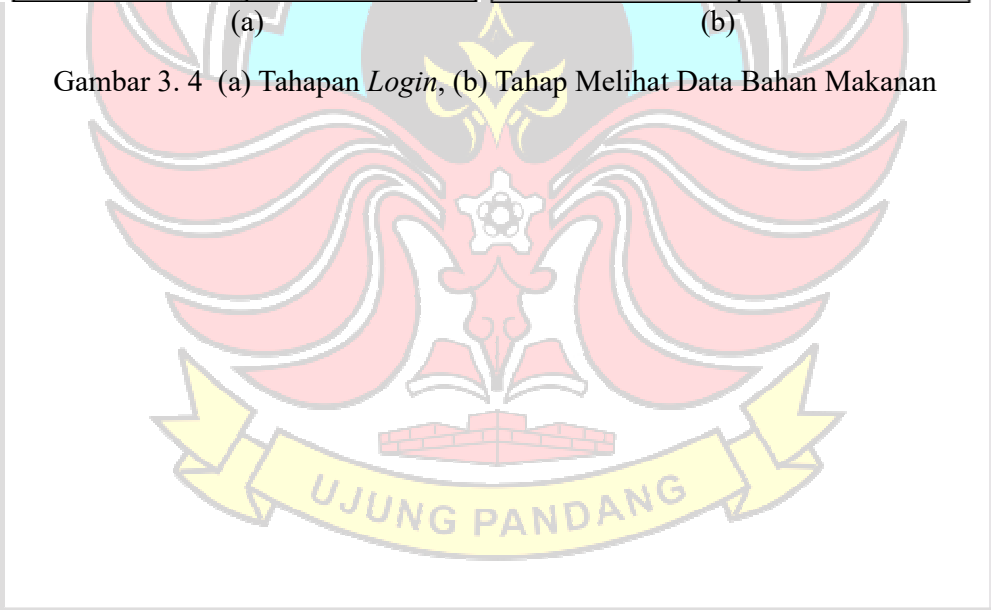 (a) (b)
Gambar 3. 4 (a) Tahapan Login, (b) Tahap Melihat Data Bahan Makanan
UJUNG PANDANG